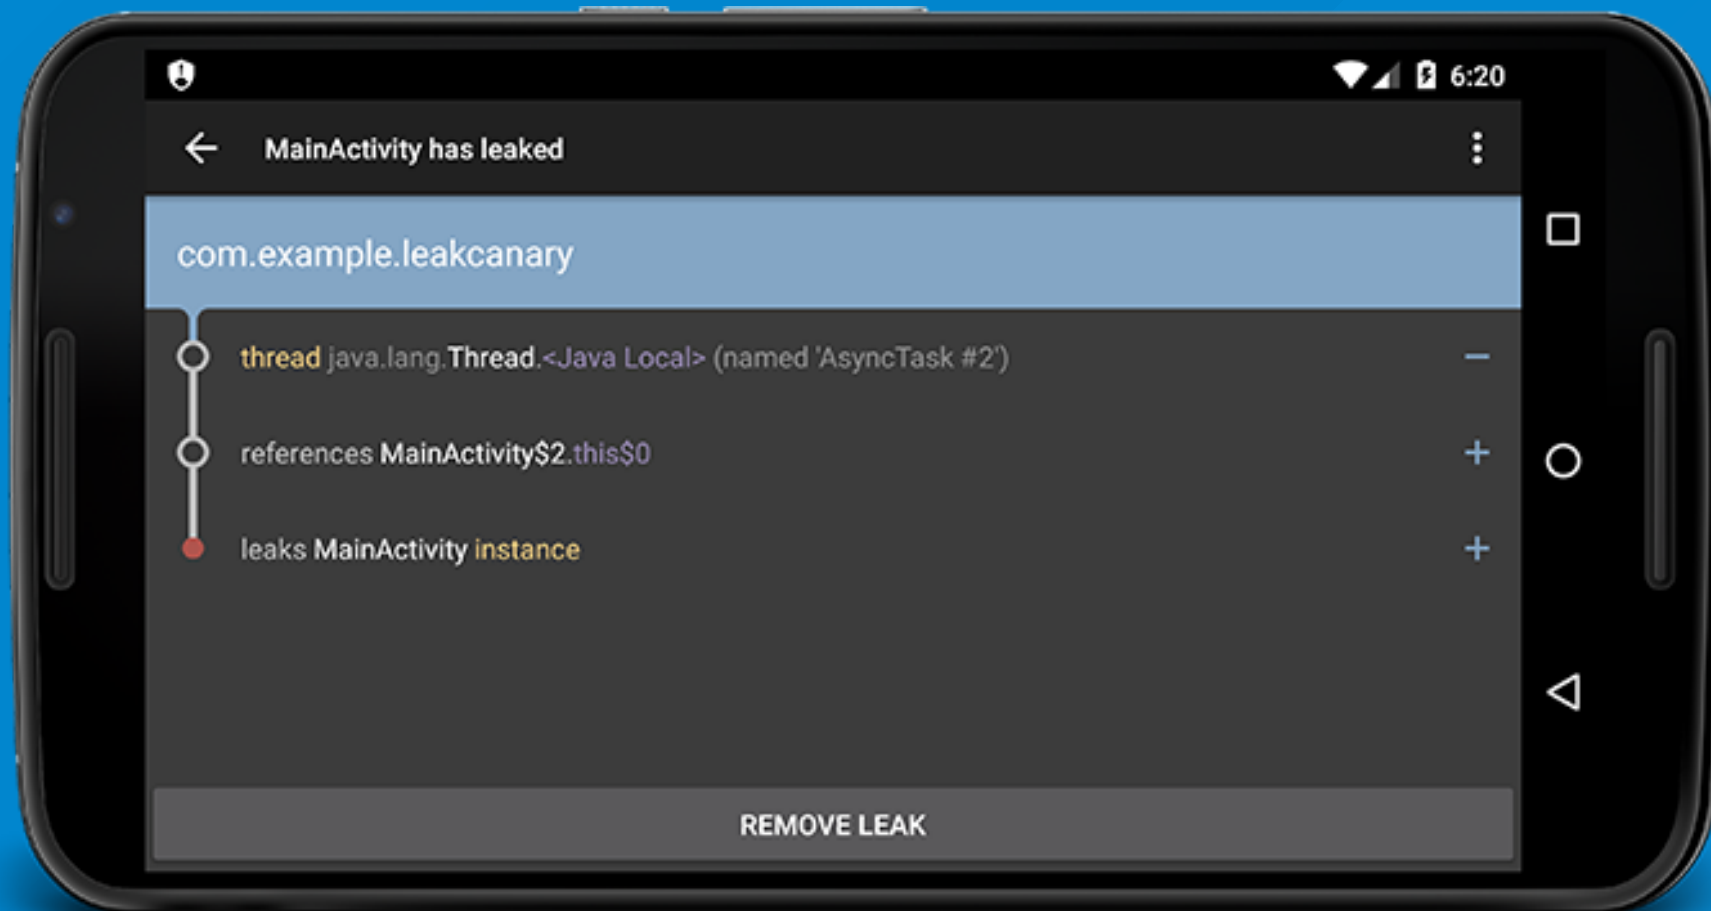 6:20
MainActivity has leaked
com.example.leakcanary
thread java.lang.Thread.<Java Local> (named 'AsyncTask #2')
references MainActivity$2.this$0
leaks MainActivity instance
REMOVE LEAK